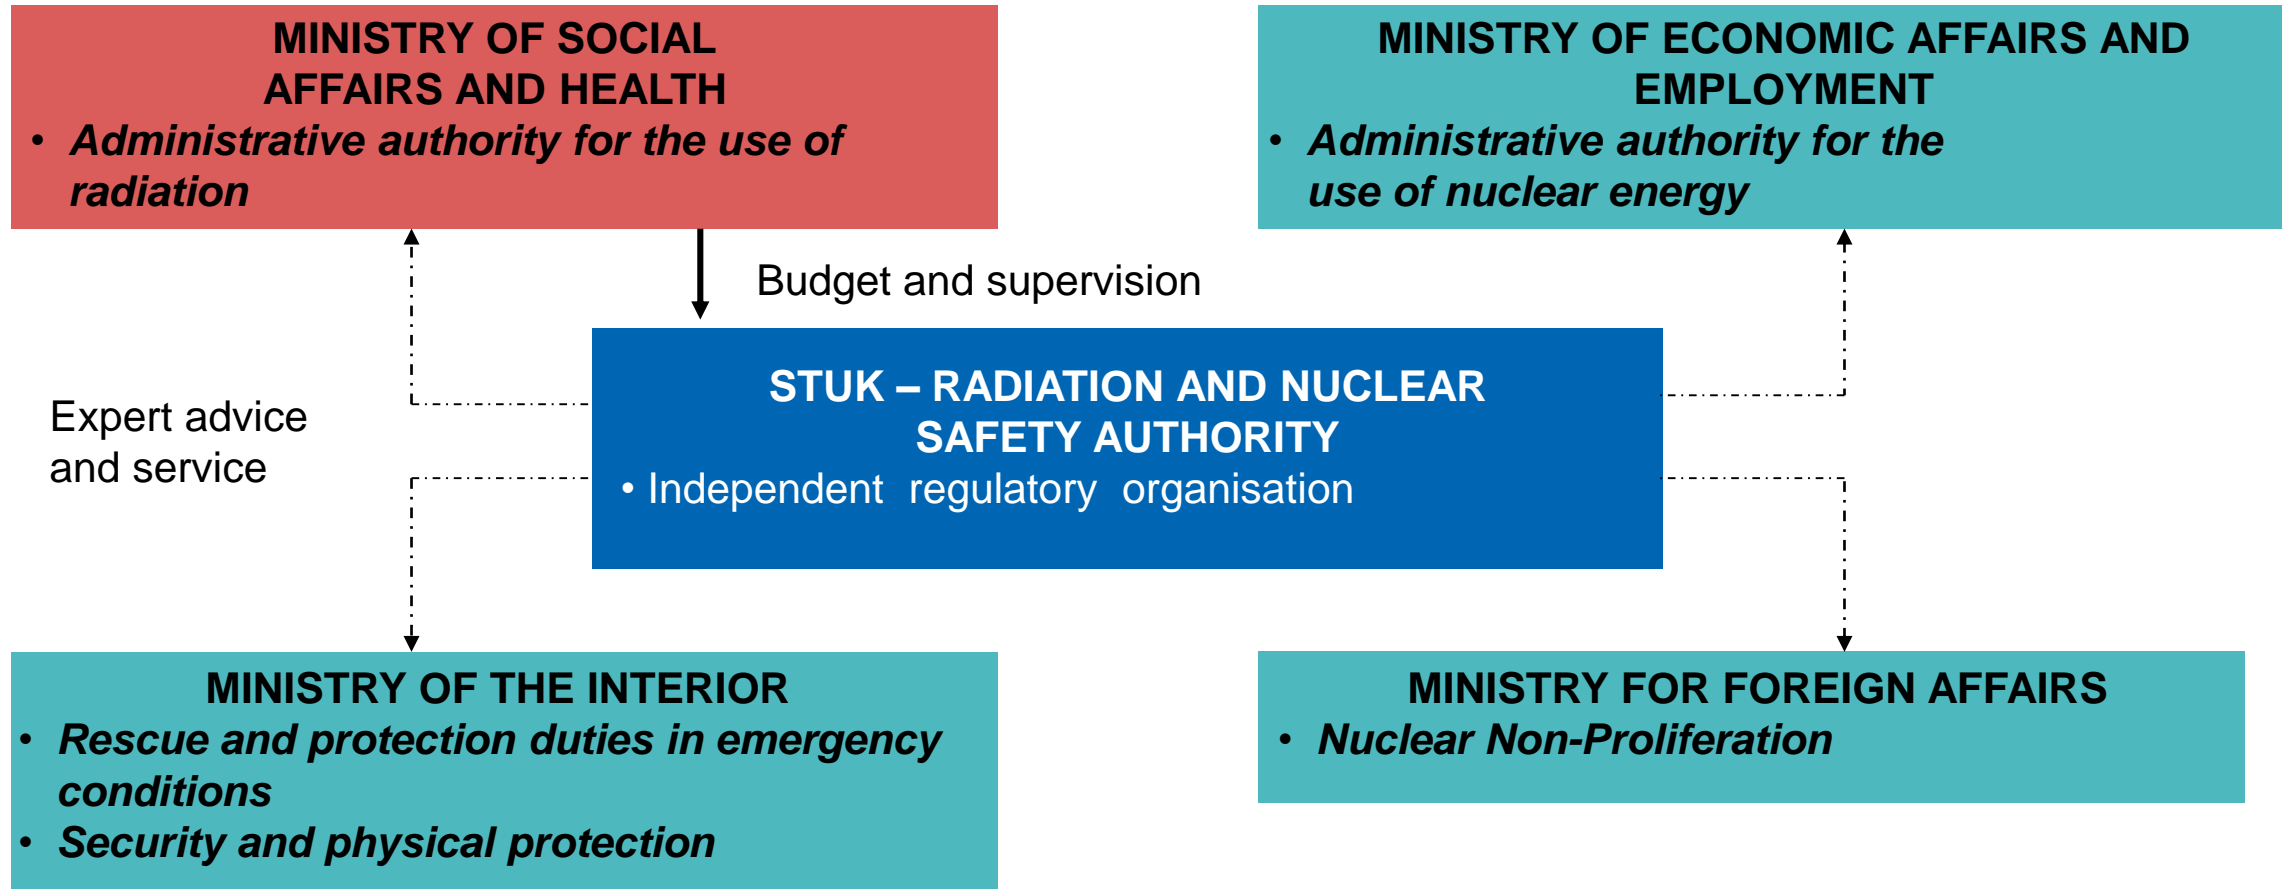 MINISTRY OF SOCIAL
AFFAIRS AND HEALTH
• Administrative authority for the use of
radiation
MINISTRY OF ECONOMIC AFFAIRS AND
EMPLOYMENT
• Administrative authority for the
use of nuclear energy
Budget and supervision
Expert advice
and service
STUK – RADIATION AND NUCLEAR
SAFETY AUTHORITY
• Independent regulatory organisation
MINISTRY OF THE INTERIOR
• Rescue and protection duties in emergency
conditions
• Security and physical protection
MINISTRY FOR FOREIGN AFFAIRS
• Nuclear Non-Proliferation